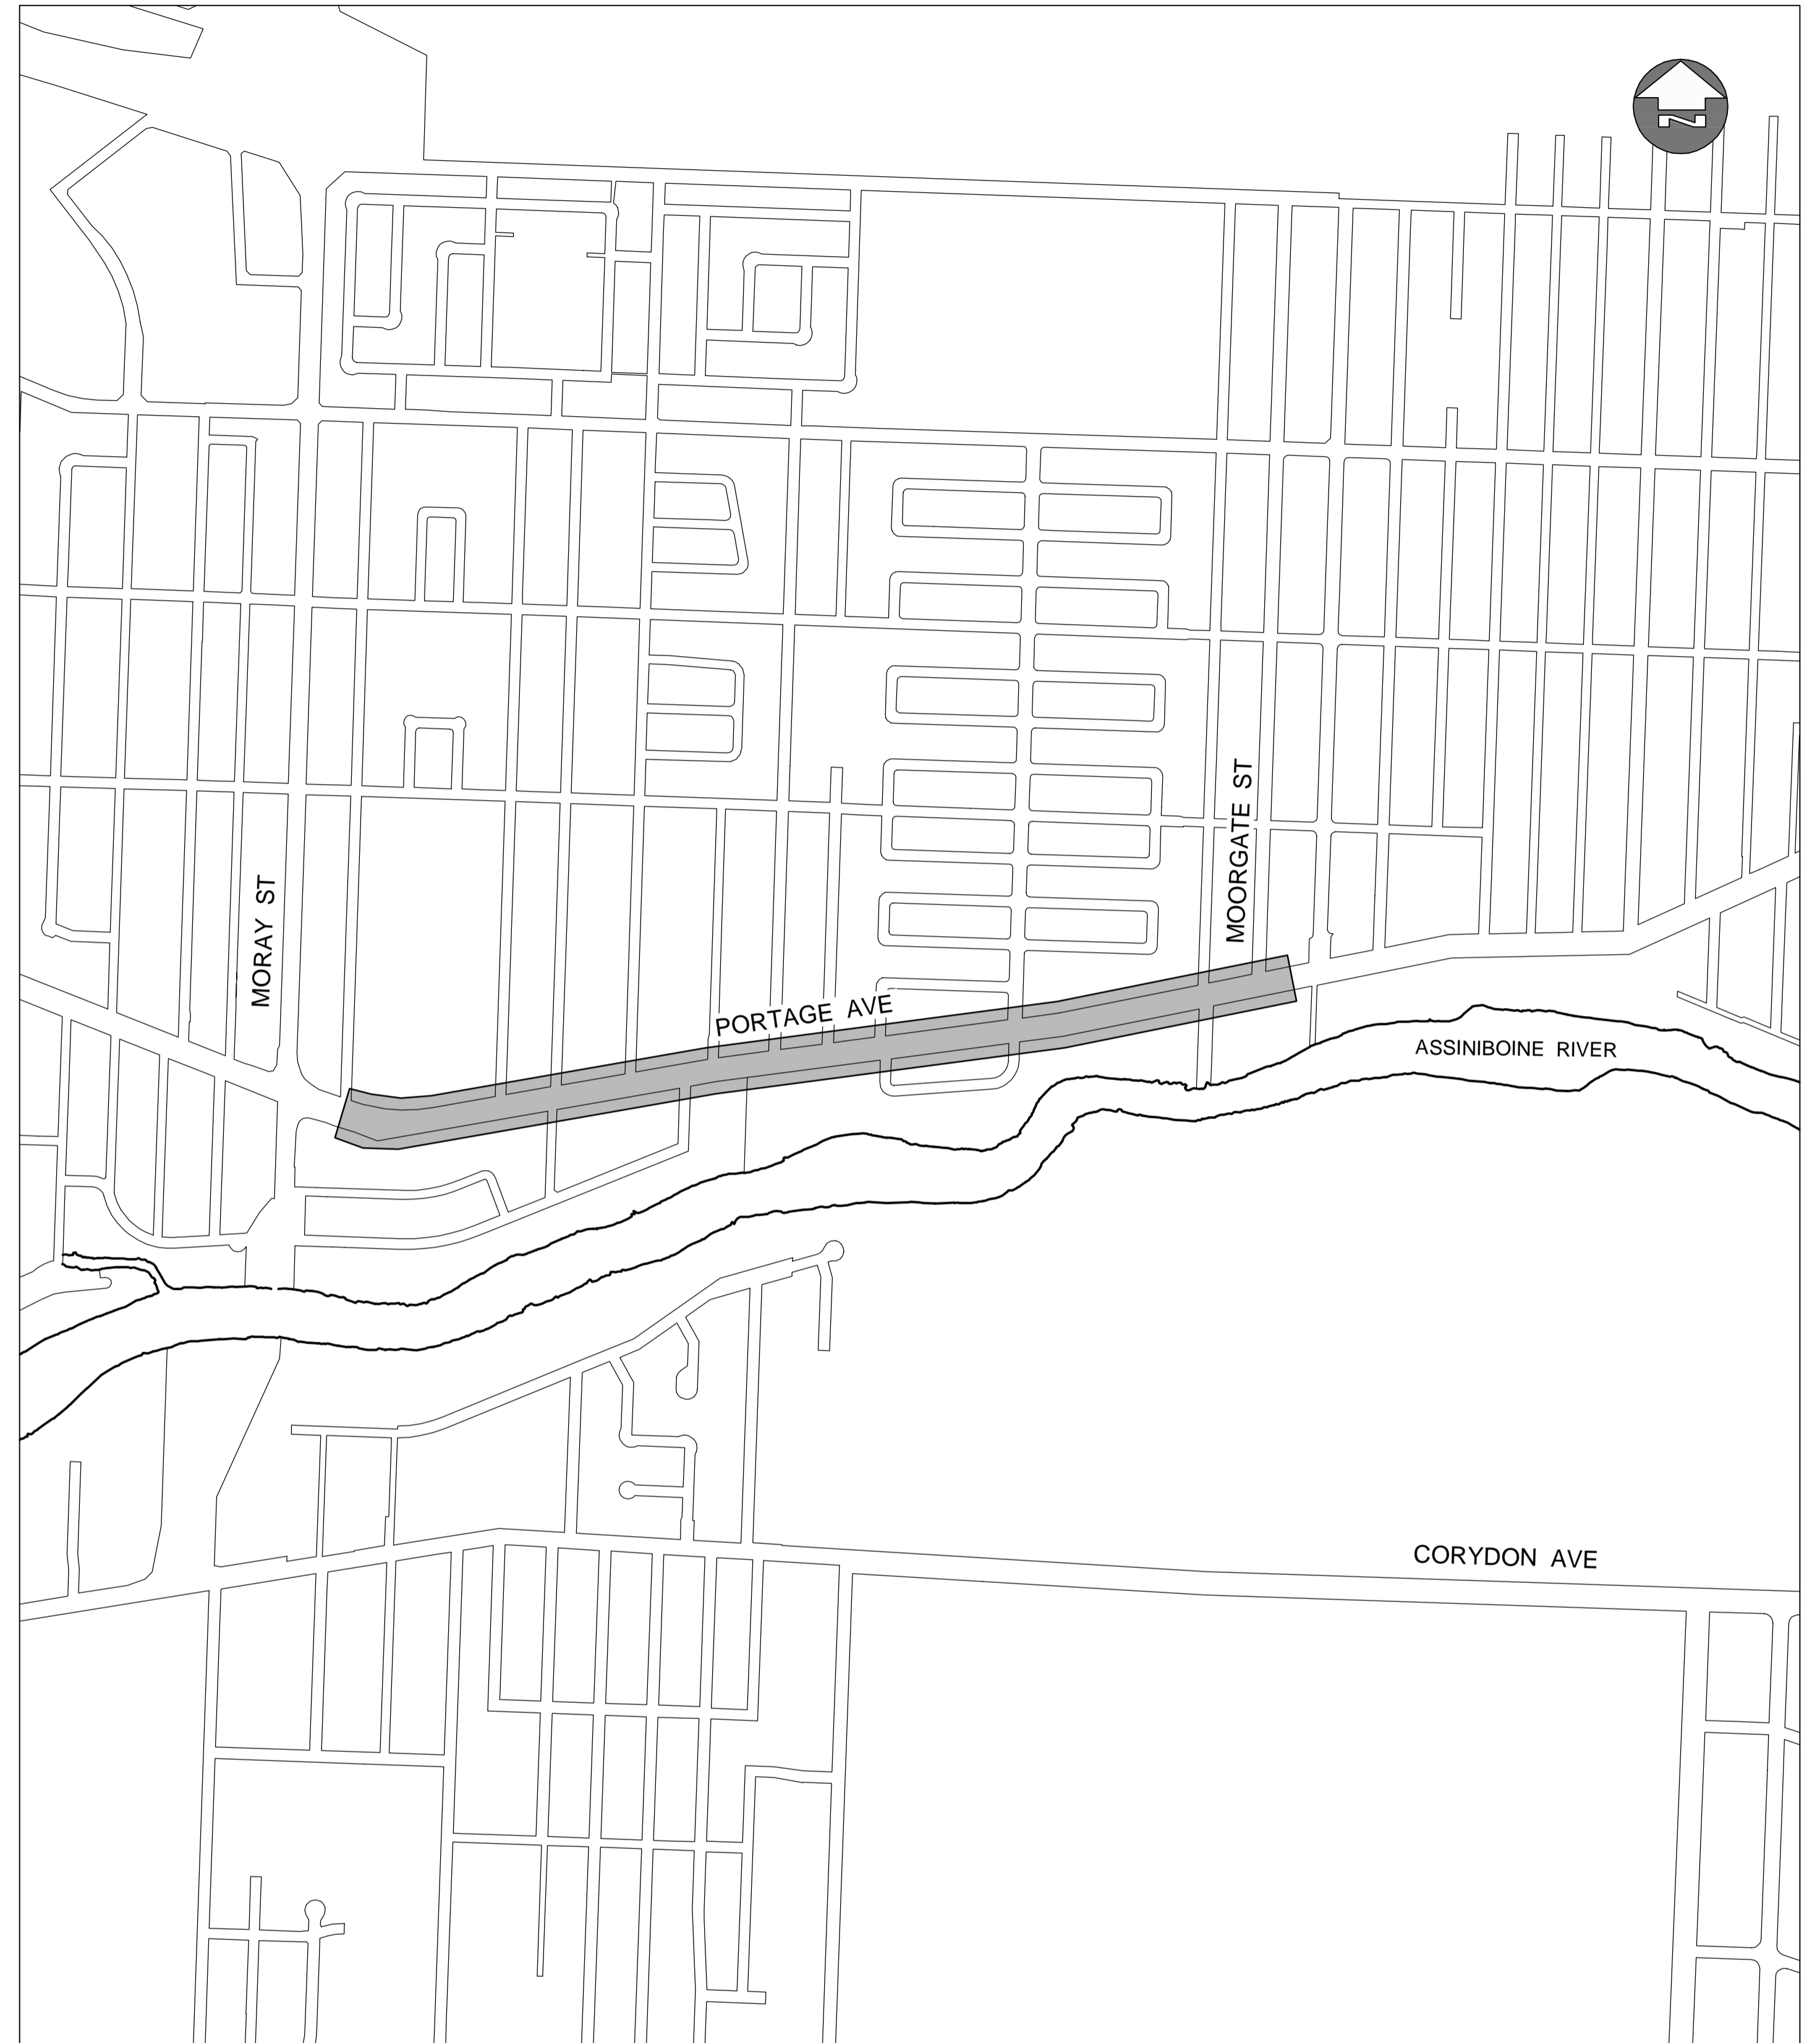 N
MOORGATE ST
MORAY ST
PORTAGE AVE
ASSINIBOINE RIVER
CORYDON AVE